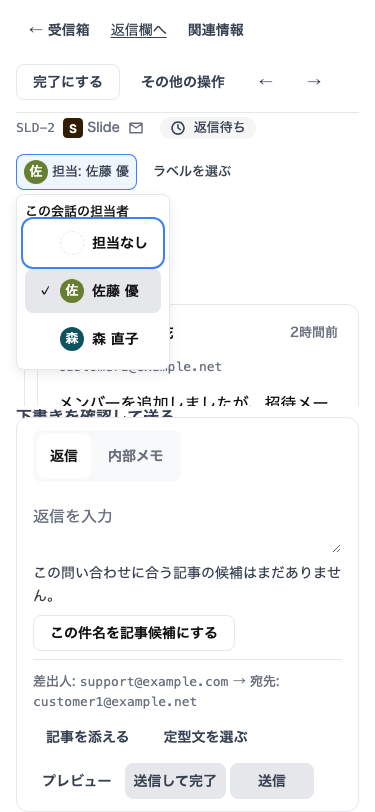 ← 受信箱 返信欄へ 関連情報
完了にする その他の操作 ← →
SLD-2 S Slide 返信待ち
佐 担当: 佐藤 優 ラベルを選ぶ
この会話の担当者
担当なし
✓ 佐 佐藤 優
森 森 直子
2時間前
customer1@example.net
メンバーを追加しましたが、招待メー
下書きを確認して送る
返信 内部メモ
返信を入力
この問い合わせに合う記事の候補はまだありませ
ん。
この件名を記事候補にする
差出人: support@example.com → 宛先:
customer1@example.net
記事を添える 定型文を選ぶ
プレビュー 送信して完了 送信